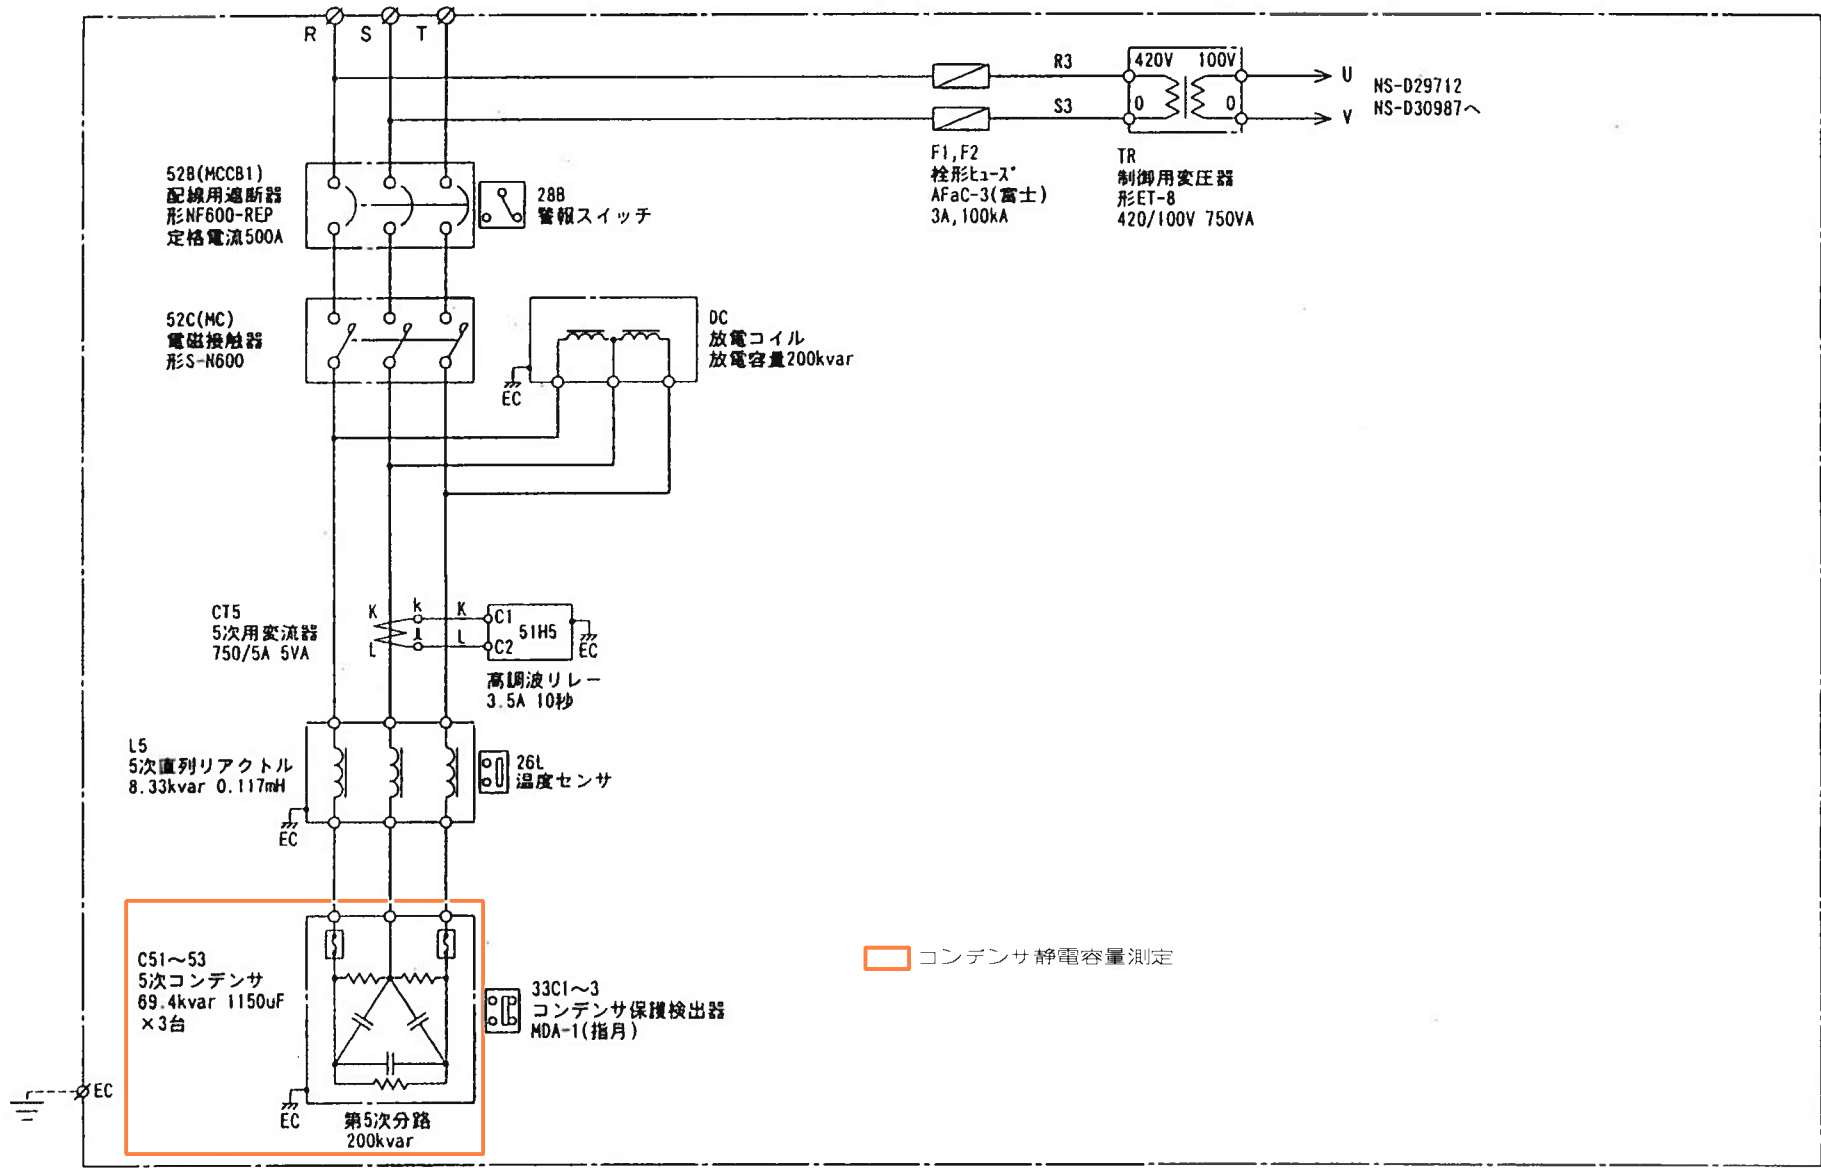 R S T
R3
420V 100V
U
NS-D29712
S3
0 0
V
NS-D30987へ
F1,F2
栓形ヒューズ
AFaC-3(富士)
3A,100kA
TR
制御用変圧器
形ET-8
420/100V 750VA
52B(MCCB1)
配線用遮断器
形NF600-REP
定格電流500A
28B
警報スイッチ
52C(MC)
電磁接触器
形S-N600
DC
放電コイル
放電容量200kvar
EC
CT5
5次用変流器
750/5A 5VA
K k K C1
51H5
L l L C2
EC
高調波リレー
3.5A 10秒
L5
5次直列リアクトル
8.33kvar 0.117mH
26L
温度センサ
EC
C51～53
5次コンデンサ
69.4kvar 1150uF
×3台
33C1～3
コンデンサ保護検出器
MDA-1(指月)
コンデンサ静電容量測定
EC
EC
第5次分路
200kvar